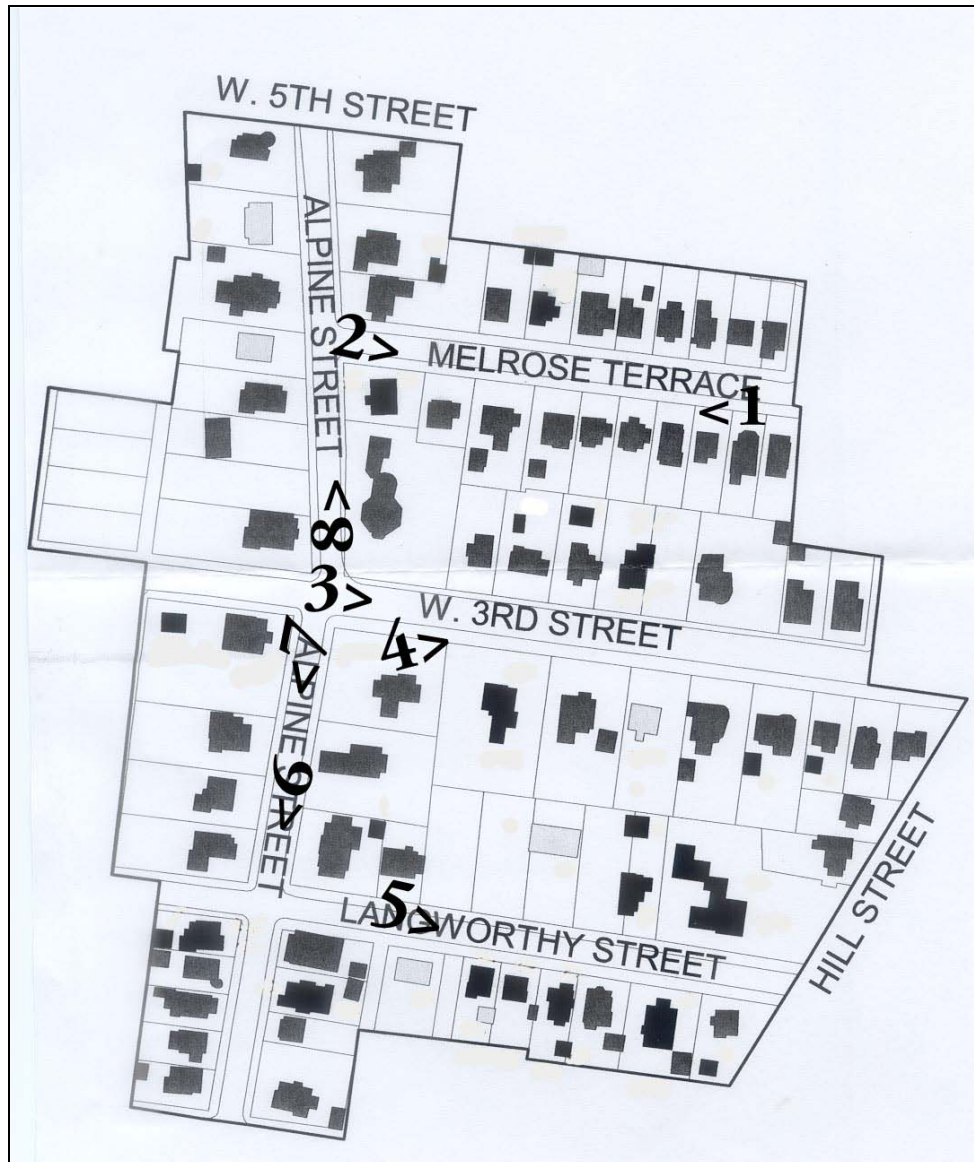 W. 5TH STREET
ALPINE STREET
2>
MELROSE TERRACE
<1
8>
3>
W. 3RD STREET
4>
7>
ALPINE STREET
6>
5>
LANGWORTHY STREET
HILL STREET